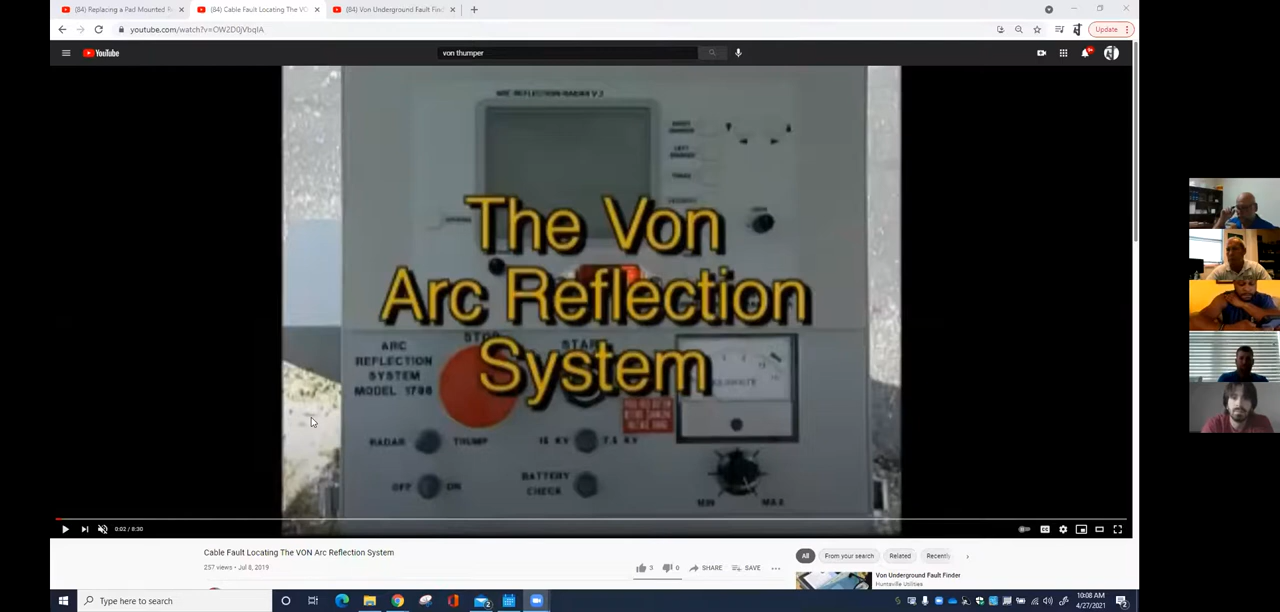 (84) Replacing a Pad Mounted R
(84) Cable Fault Locating The VO
(84) Von Underground Fault Find
youtube.com/watch?v=OW2D0jVbqIA
Update
YouTube
von thumper
9+
ARC-REFLECTION-RADAR V.2
The Von
Arc Reflection
System
STOP
START
ARC
REFLECTION
SYSTEM
MODEL
RADAR
THUMP
OFF
ON
BATTERY
CHECK
MIN
MAX
0:02 / 8:30
Cable Fault Locating The VON Arc Reflection System
257 views • Jul 8, 2019
3
0
SHARE
SAVE
All
From your search
Related
Recently
Von Underground Fault Finder
Huntsville Utilities
Type here to search
10:08 AM
4/27/2021